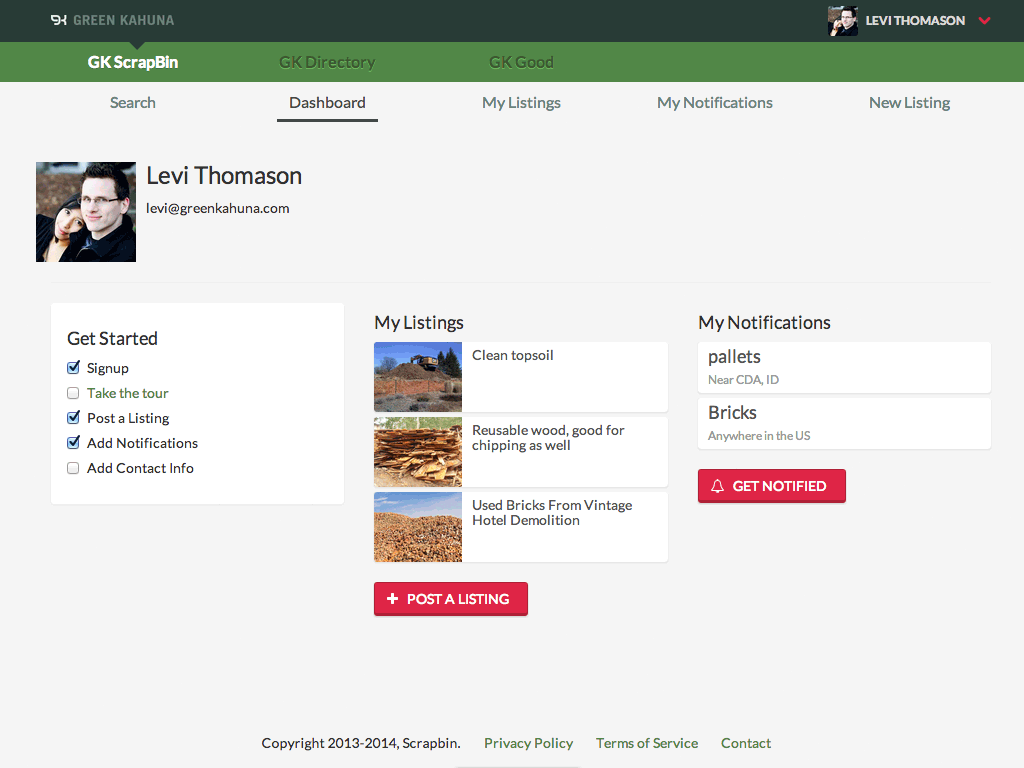 GREEN KAHUNA
LEVI THOMASON
GK ScrapBin
GK Directory
GK Good
Search
Dashboard
My Listings
My Notifications
New Listing
Levi Thomason
levi@greenkahuna.com
Get Started
Signup
Take the tour
Post a Listing
Add Notifications
Add Contact Info
My Listings
Clean topsoil
Reusable wood, good for
chipping as well
Used Bricks From Vintage
Hotel Demolition
POST A LISTING
My Notifications
pallets
Near CDA, ID
Bricks
Anywhere in the US
GET NOTIFIED
Copyright 2013-2014, Scrapbin.
Privacy Policy
Terms of Service
Contact